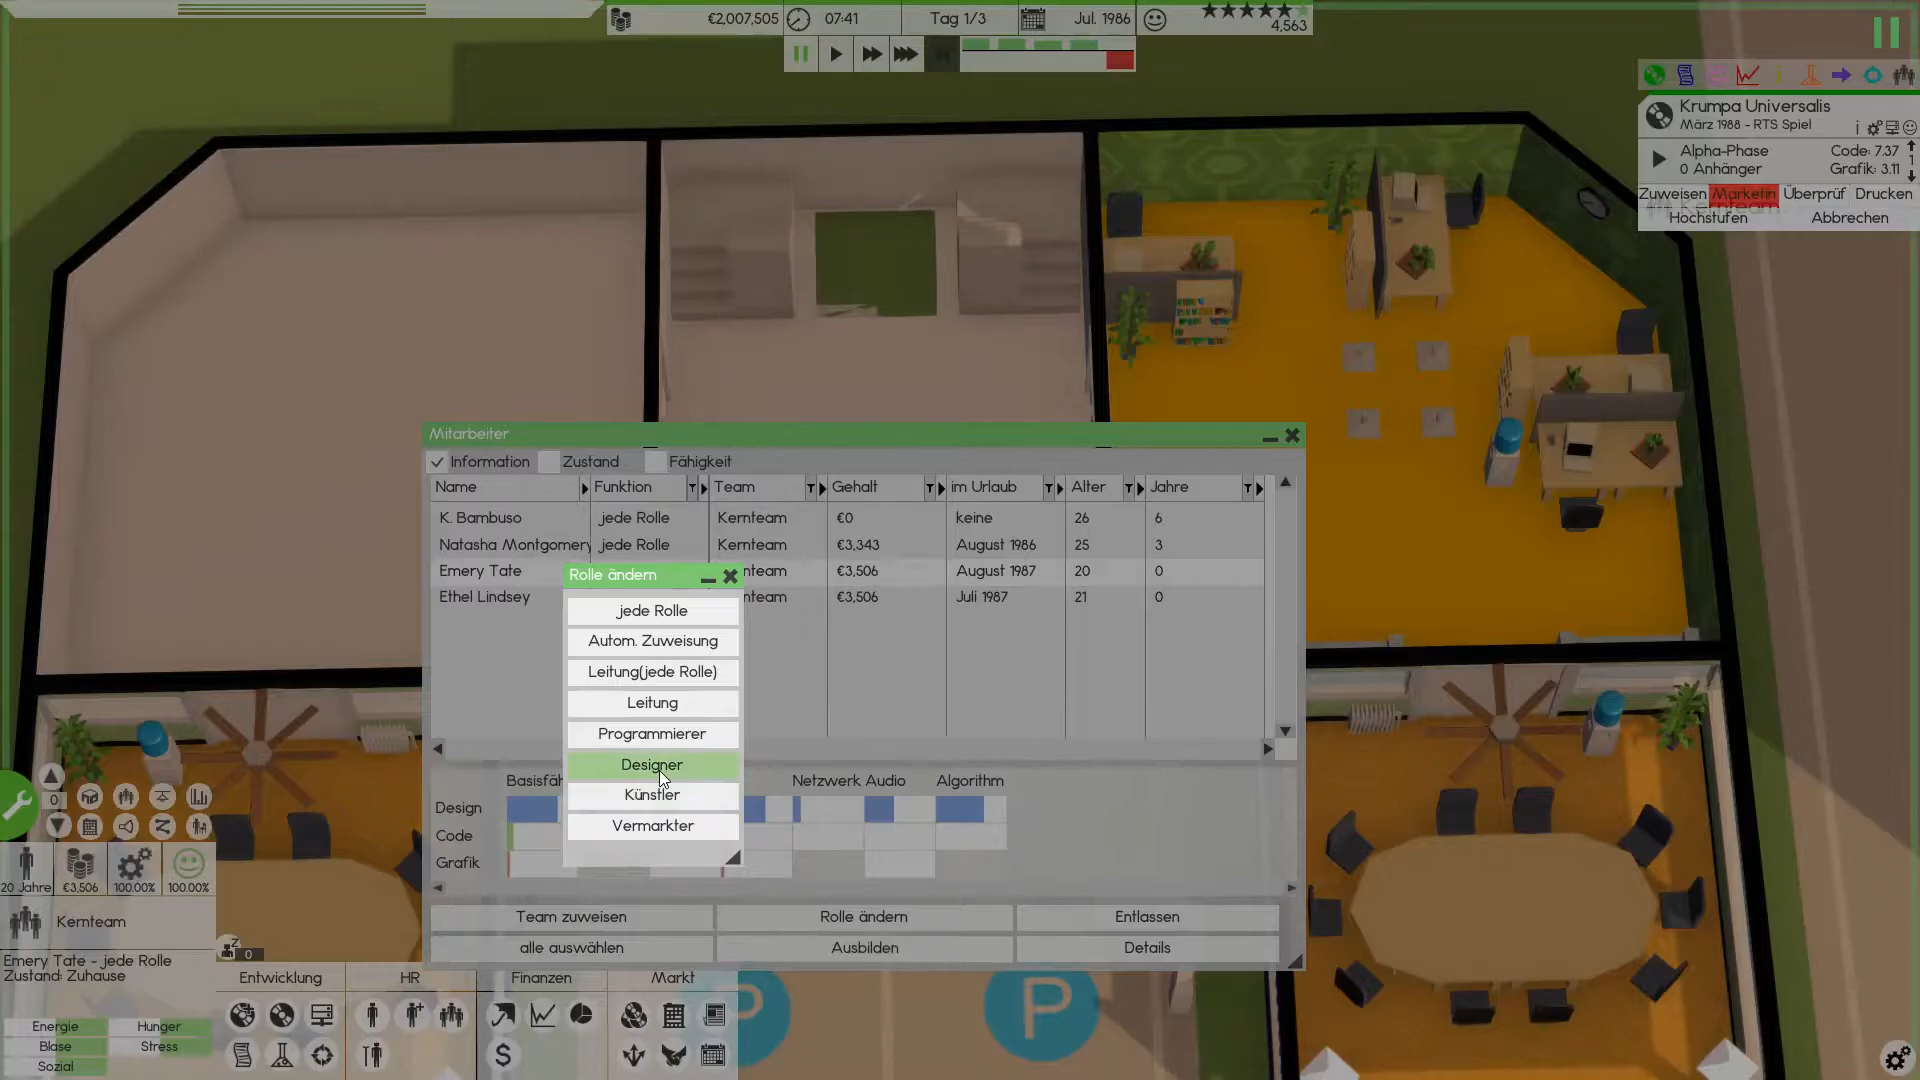 €2,007,505
07:41
Tag 1/3
Jul. 1986
4,563
Krumpa Universalis
März 1988 - RTS Spiel
Alpha-Phase
Code: 7.37
0 Anhänger
Grafik: 3.11
1
Zuweisen
Marketin
Überprüf
Drucken
Kernteam
Hochstufen
Abbrechen
Mitarbeiter
Information
Zustand
Fähigkeit
Name
Funktion
Team
Gehalt
im Urlaub
Alter
Jahre
K. Bambuso
jede Rolle
Kernteam
€0
keine
26
6
Natasha Montgomery
jede Rolle
Kernteam
€3,343
August 1986
25
3
Emery Tate
nteam
€3,506
August 1987
20
0
Ethel Lindsey
nteam
€3,506
Juli 1987
21
0
Rolle ändern
jede Rolle
Autom. Zuweisung
Leitung(jede Rolle)
Leitung
Programmierer
Designer
Künstler
Vermarkter
Basisfäh
Netzwerk
Audio
Algorithm
Design
Code
Grafik
Team zuweisen
Rolle ändern
Entlassen
alle auswählen
Ausbilden
Details
0
20 Jahre
€3,506
100.00%
100.00%
Kernteam
Emery Tate - jede Rolle
Zustand: Zuhause
Energie
Hunger
Blase
Stress
Sozial
Z
0
Entwicklung
HR
Finanzen
Markt
P
P